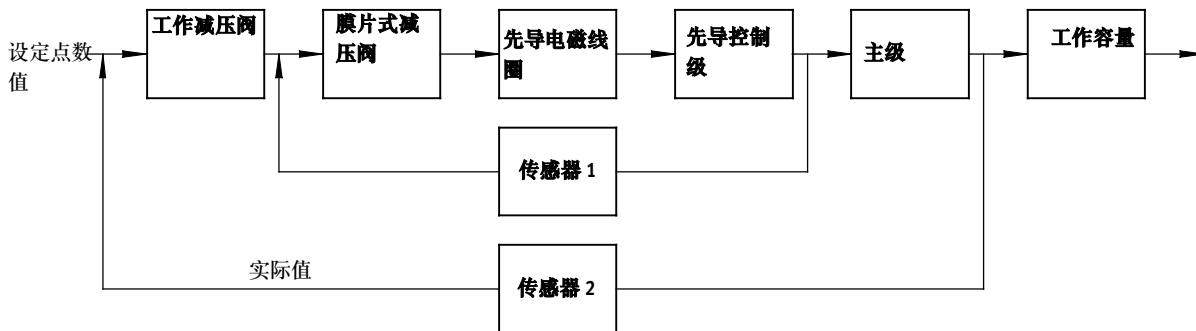 设定点数
值
工作减压阀
膜片式减
压阀
先导电磁线
圈
先导控制
级
主级
工作容量
传感器 1
实际值
传感器 2